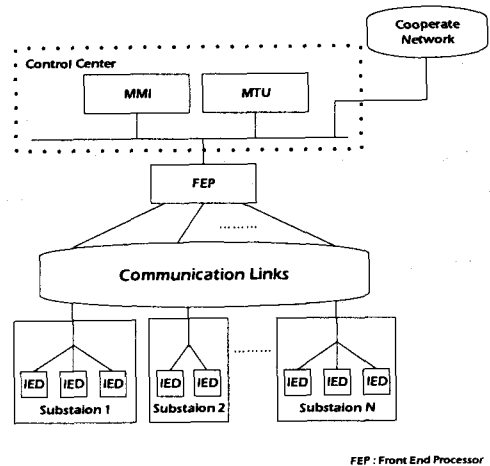 Cooperate
Network
Control Center
MMI
MTU
FEP
.........
Communication Links
.........
IED IED IED
Substaion 1
IED IED
Substaion 2
IED IED IED
Substaion N
FEP : Front End Processor